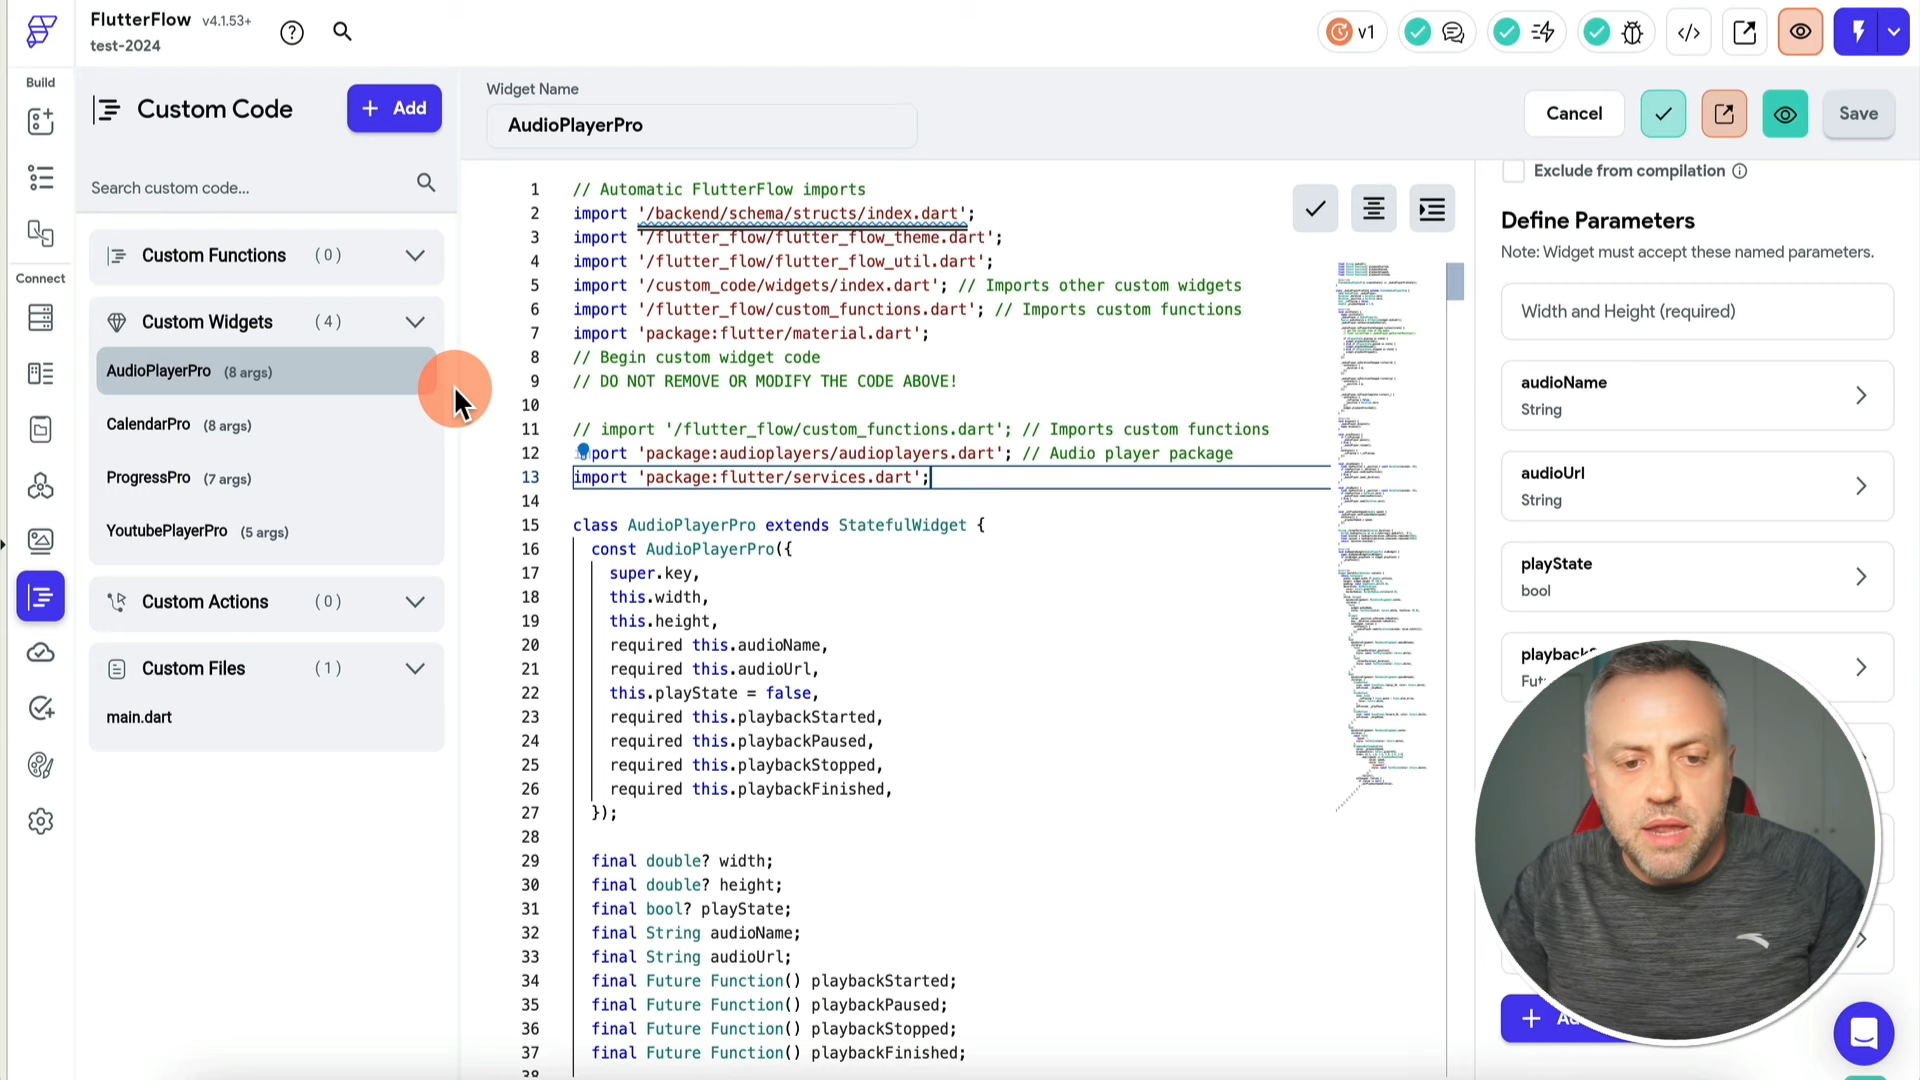 FlutterFlow v4.1.53+
test-2024
v1
Build
Connect
Custom Code
+ Add
Search custom code...
Custom Functions (0)
Custom Widgets (4)
AudioPlayerPro (8 args)
CalendarPro (8 args)
ProgressPro (7 args)
YoutubePlayerPro (5 args)
Custom Actions (0)
Custom Files (1)
main.dart
Widget Name
AudioPlayerPro
Cancel
Save
1 // Automatic FlutterFlow imports
2 import '/backend/schema/structs/index.dart';
3 import '/flutter_flow/flutter_flow_theme.dart';
4 import '/flutter_flow/flutter_flow_util.dart';
5 import '/custom_code/widgets/index.dart'; // Imports other custom widgets
6 import '/flutter_flow/custom_functions.dart'; // Imports custom functions
7 import 'package:flutter/material.dart';
8 // Begin custom widget code
9 // DO NOT REMOVE OR MODIFY THE CODE ABOVE!
10
11 // import '/flutter_flow/custom_functions.dart'; // Imports custom functions
12 import 'package:audioplayers/audioplayers.dart'; // Audio player package
13 import 'package:flutter/services.dart';
14
15 class AudioPlayerPro extends StatefulWidget {
16 const AudioPlayerPro({
17 super.key,
18 this.width,
19 this.height,
20 required this.audioName,
21 required this.audioUrl,
22 this.playState = false,
23 required this.playbackStarted,
24 required this.playbackPaused,
25 required this.playbackStopped,
26 required this.playbackFinished,
27 });
28
29 final double? width;
30 final double? height;
31 final bool? playState;
32 final String audioName;
33 final String audioUrl;
34 final Future Function() playbackStarted;
35 final Future Function() playbackPaused;
36 final Future Function() playbackStopped;
37 final Future Function() playbackFinished;
38
Exclude from compilation
Define Parameters
Note: Widget must accept these named parameters.
Width and Height (required)
audioName
String
audioUrl
String
playState
bool